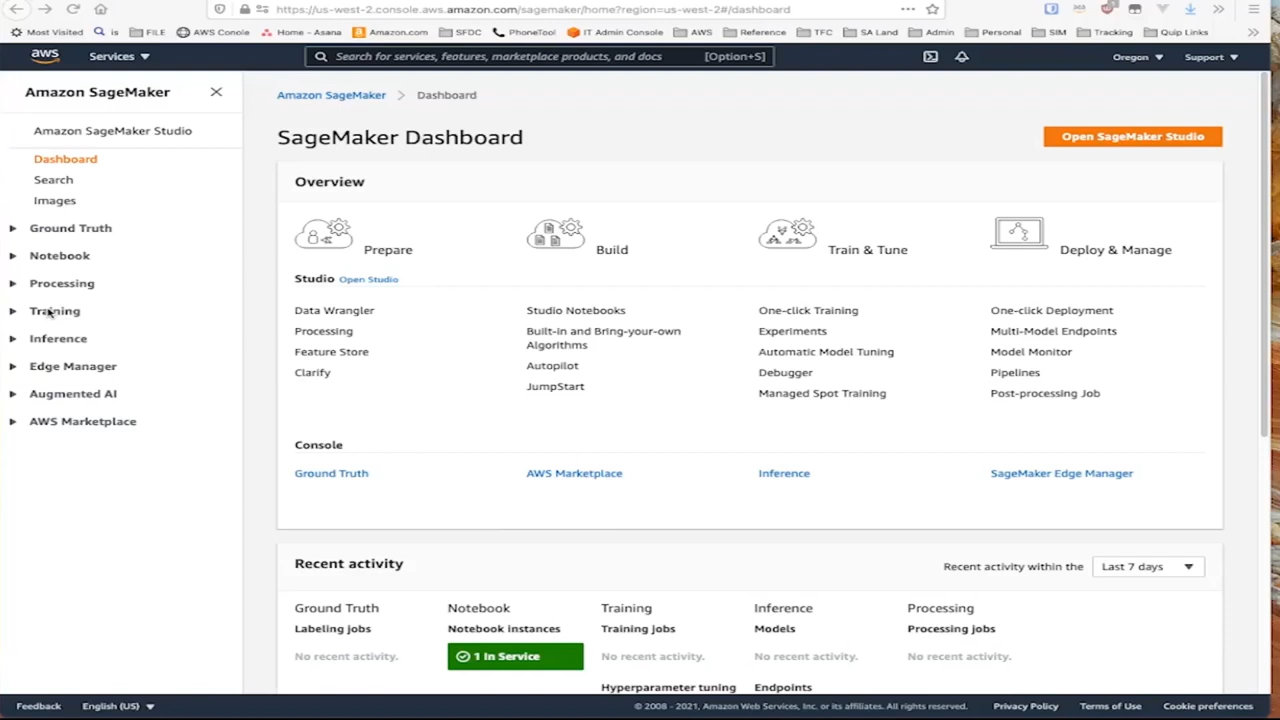 https://us-west-2.console.aws.amazon.com/sagemaker/home?region=us-west-2#/dashboard
Most Visited is FILE AWS Conole Home - Asana Amazon.com SFDC PhoneTool IT Admin Console AWS Reference TFC SA Land Admin Personal SIM Tracking Quip Links
aws Services Search for services, features, marketplace products, and docs [Option+S] Oregon Support
Amazon SageMaker
Amazon SageMaker Studio
Dashboard
Search
Images
Ground Truth
Notebook
Processing
Training
Inference
Edge Manager
Augmented AI
AWS Marketplace
Amazon SageMaker > Dashboard
SageMaker Dashboard
Open SageMaker Studio
Overview
Prepare Build Train & Tune Deploy & Manage
Studio Open Studio
Data Wrangler
Processing
Feature Store
Clarify
Studio Notebooks
Built-in and Bring-your-own
Algorithms
Autopilot
JumpStart
One-click Training
Experiments
Automatic Model Tuning
Debugger
Managed Spot Training
One-click Deployment
Multi-Model Endpoints
Model Monitor
Pipelines
Post-processing Job
Console
Ground Truth AWS Marketplace Inference SageMaker Edge Manager
Recent activity
Recent activity within the Last 7 days
Ground Truth
Labeling jobs
No recent activity.
Notebook
Notebook instances
1 In Service
Training
Training jobs
No recent activity.
Hyperparameter tuning
Inference
Models
No recent activity.
Endpoints
Processing
Processing jobs
No recent activity.
Feedback English (US) © 2008 - 2021, Amazon Web Services, Inc. or its affiliates. All rights reserved. Privacy Policy Terms of Use Cookie preferences